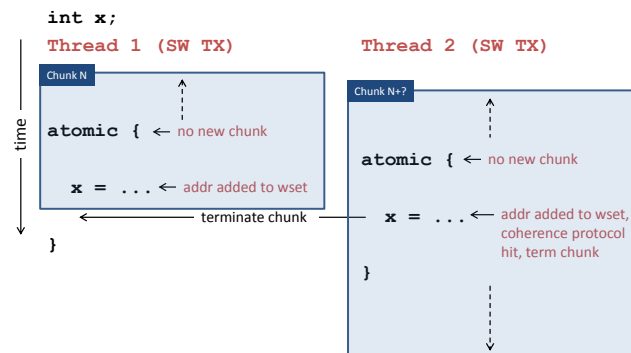 int x;
Thread 1 (SW TX)
Thread 2 (SW TX)
time
Chunk N
atomic {
no new chunk
x = ...
addr added to wset
terminate chunk
}
Chunk N+?
atomic {
no new chunk
x = ...
addr added to wset,
coherence protocol
hit, term chunk
}